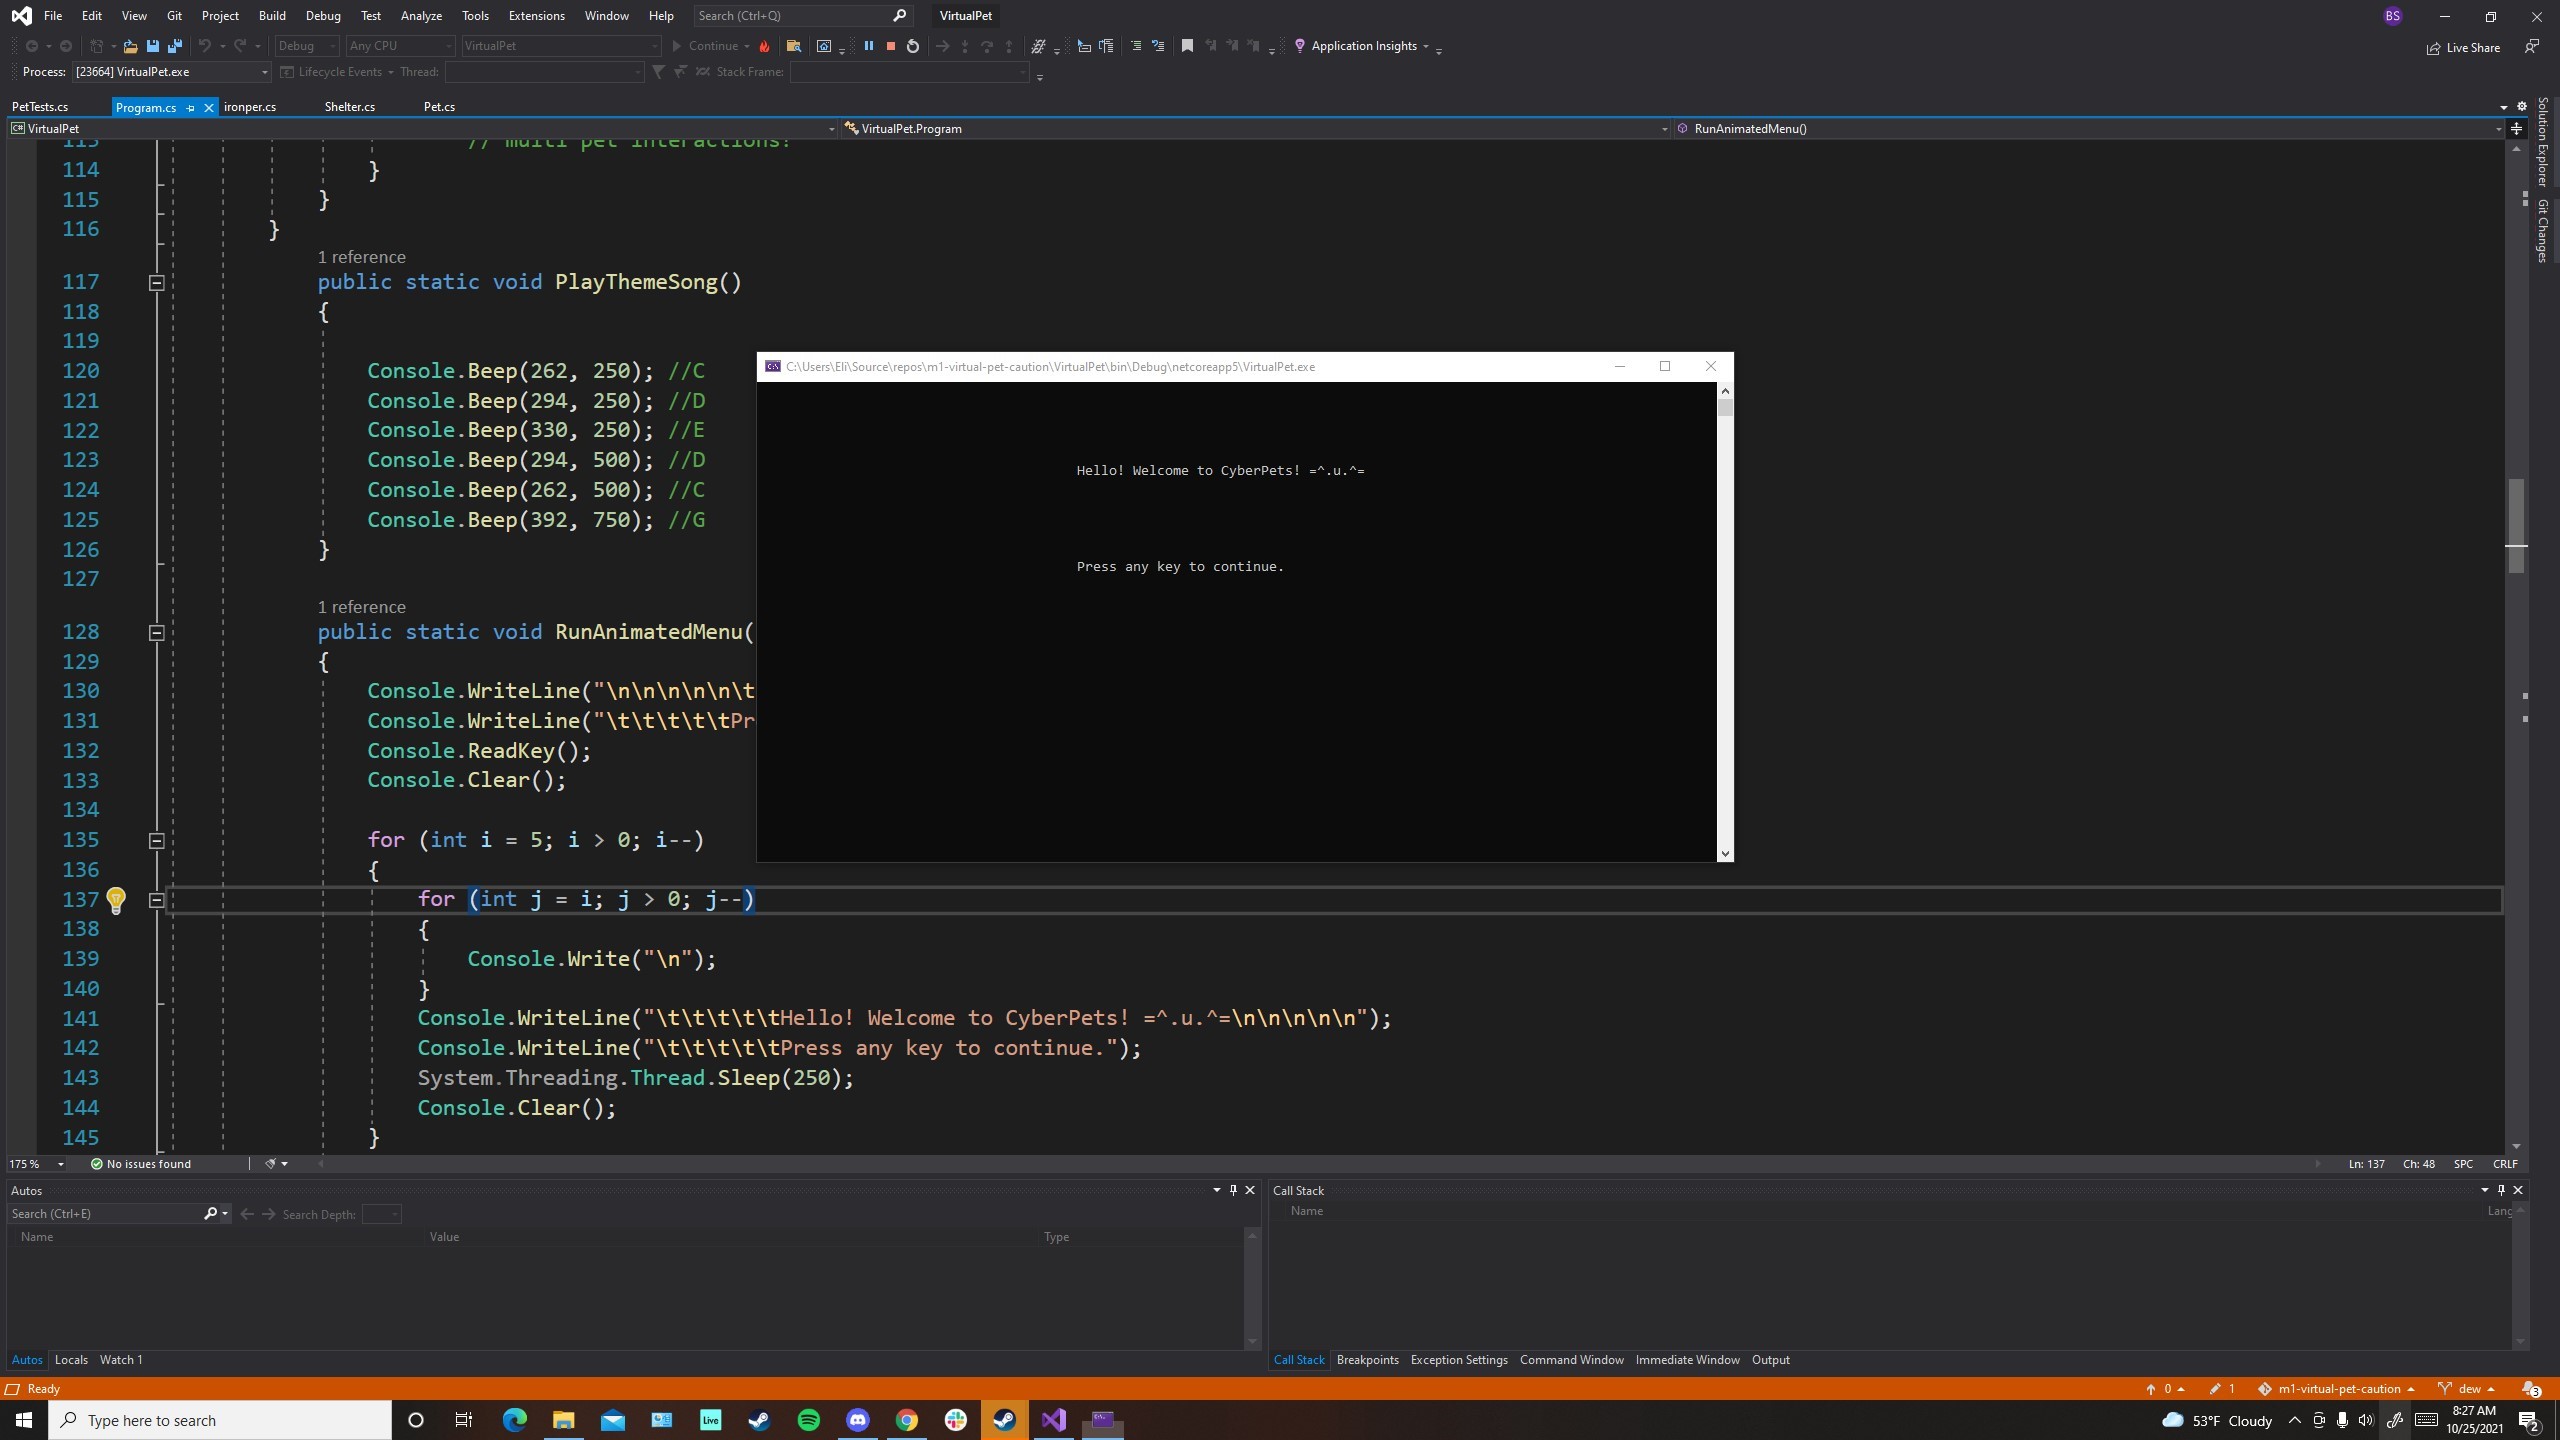 File Edit View Git Project Build Debug Test Analyze Tools Extensions Window Help Search (Ctrl+Q) VirtualPet BS
Debug Any CPU VirtualPet Continue Application Insights Live Share
Process: [23664] VirtualPet.exe Lifecycle Events Thread: Stack Frame:
PetTests.cs Program.cs ironper.cs Shelter.cs Pet.cs
VirtualPet VirtualPet.Program RunAnimatedMenu()
Solution Explorer
Git Changes
113 // multi pet interactions!
114 }
115 }
116 }
1 reference
117 public static void PlayThemeSong()
118 {
119
120 Console.Beep(262, 250); //C
121 Console.Beep(294, 250); //D
122 Console.Beep(330, 250); //E
123 Console.Beep(294, 500); //D
124 Console.Beep(262, 500); //C
125 Console.Beep(392, 750); //G
126 }
127
1 reference
128 public static void RunAnimatedMenu(
129 {
130 Console.WriteLine("\n\n\n\n\n\t
131 Console.WriteLine("\t\t\t\t\tPr
132 Console.ReadKey();
133 Console.Clear();
134
135 for (int i = 5; i > 0; i--)
136 {
137 for (int j = i; j > 0; j--)
138 {
139 Console.Write("\n");
140 }
141 Console.WriteLine("\t\t\t\t\tHello! Welcome to CyberPets! =^.u.^=\n\n\n\n\n");
142 Console.WriteLine("\t\t\t\t\tPress any key to continue.");
143 System.Threading.Thread.Sleep(250);
144 Console.Clear();
145 }
C:\Users\Eli\Source\repos\m1-virtual-pet-caution\VirtualPet\bin\Debug\netcoreapp5\VirtualPet.exe
Hello! Welcome to CyberPets! =^.u.^=
Press any key to continue.
175 % No issues found Ln: 137 Ch: 48 SPC CRLF
Autos
Search (Ctrl+E) Search Depth:
Name Value Type
Autos Locals Watch 1
Call Stack
Name Lang
Call Stack Breakpoints Exception Settings Command Window Immediate Window Output
Ready 0 1 m1-virtual-pet-caution dew 3
Type here to search Live 53°F Cloudy 8:27 AM
10/25/2021 2